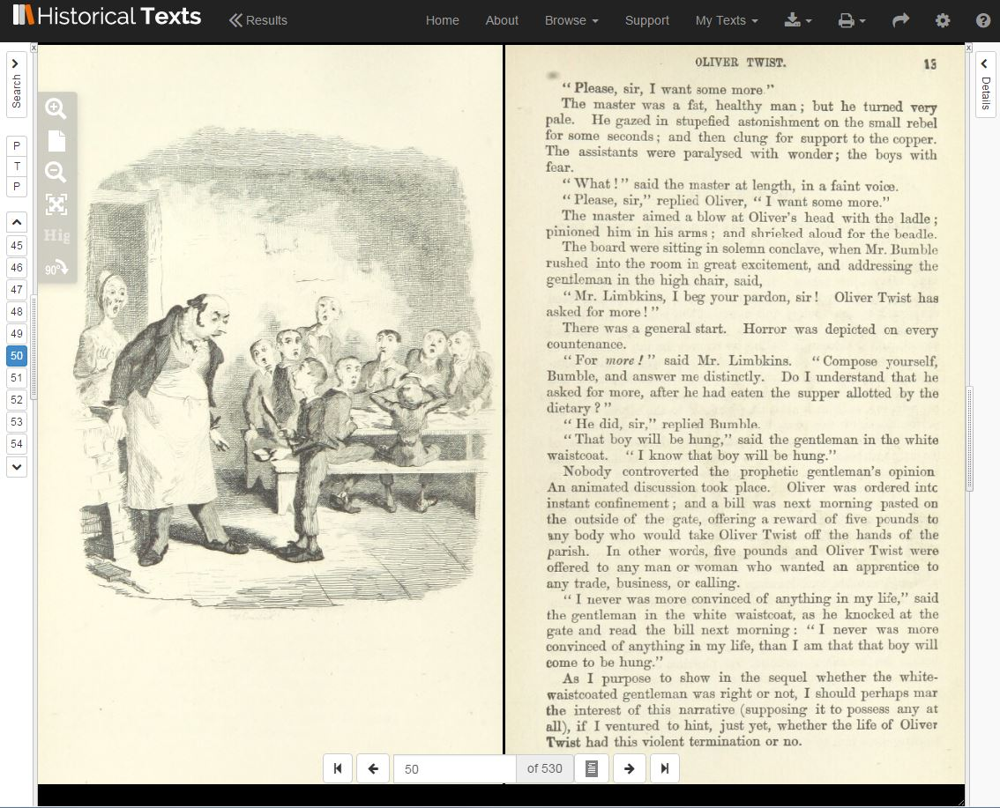 Historical Texts
Results
Home
About
Browse
Support
My Texts
Search
P
T
P
45
46
47
48
49
50
51
52
53
54
Hig
90°
Details
x
x
OLIVER TWIST.
13
“ Please, sir, I want some more.”
The master was a fat, healthy man ; but he turned very
pale. He gazed in stupefied astonishment on the small rebel
for some seconds ; and then clung for support to the copper.
The assistants were paralysed with wonder ; the boys with
fear.
“ What ! ” said the master at length, in a faint voice.
“ Please, sir,” replied Oliver, “ I want some more.”
The master aimed a blow at Oliver’s head with the ladle ;
pinioned him in his arms ; and shrieked aloud for the beadle.
The board were sitting in solemn conclave, when Mr. Bumble
rushed into the room in great excitement, and addressing the
gentleman in the high chair, said,
“ Mr. Limbkins, I beg your pardon, sir ! Oliver Twist has
asked for more ! ”
There was a general start. Horror was depicted on every
countenance.
“ For more ! ” said Mr. Limbkins. “ Compose yourself,
Bumble, and answer me distinctly. Do I understand that he
asked for more, after he had eaten the supper allotted by the
dietary ? ”
“ He did, sir,” replied Bumble.
“ That boy will be hung,” said the gentleman in the white
waistcoat. “ I know that boy will be hung.”
Nobody controverted the prophetic gentleman’s opinion
An animated discussion took place. Oliver was ordered into
instant confinement ; and a bill was next morning pasted on
the outside of the gate, offering a reward of five pounds to
any body who would take Oliver Twist off the hands of the
parish. In other words, five pounds and Oliver Twist were
offered to any man or woman who wanted an apprentice to
any trade, business, or calling.
“ I never was more convinced of anything in my life,” said
the gentleman in the white waistcoat, as he knocked at the
gate and read the bill next morning : “ I never was more
convinced of anything in my life, than I am that that boy will
come to be hung.”
As I purpose to show in the sequel whether the white-
waistcoated gentleman was right or not, I should perhaps mar
the interest of this narrative (supposing it to possess any at
all), if I ventured to hint, just yet, whether the life of Oliver
Twist had this violent termination or no.
50
of 530